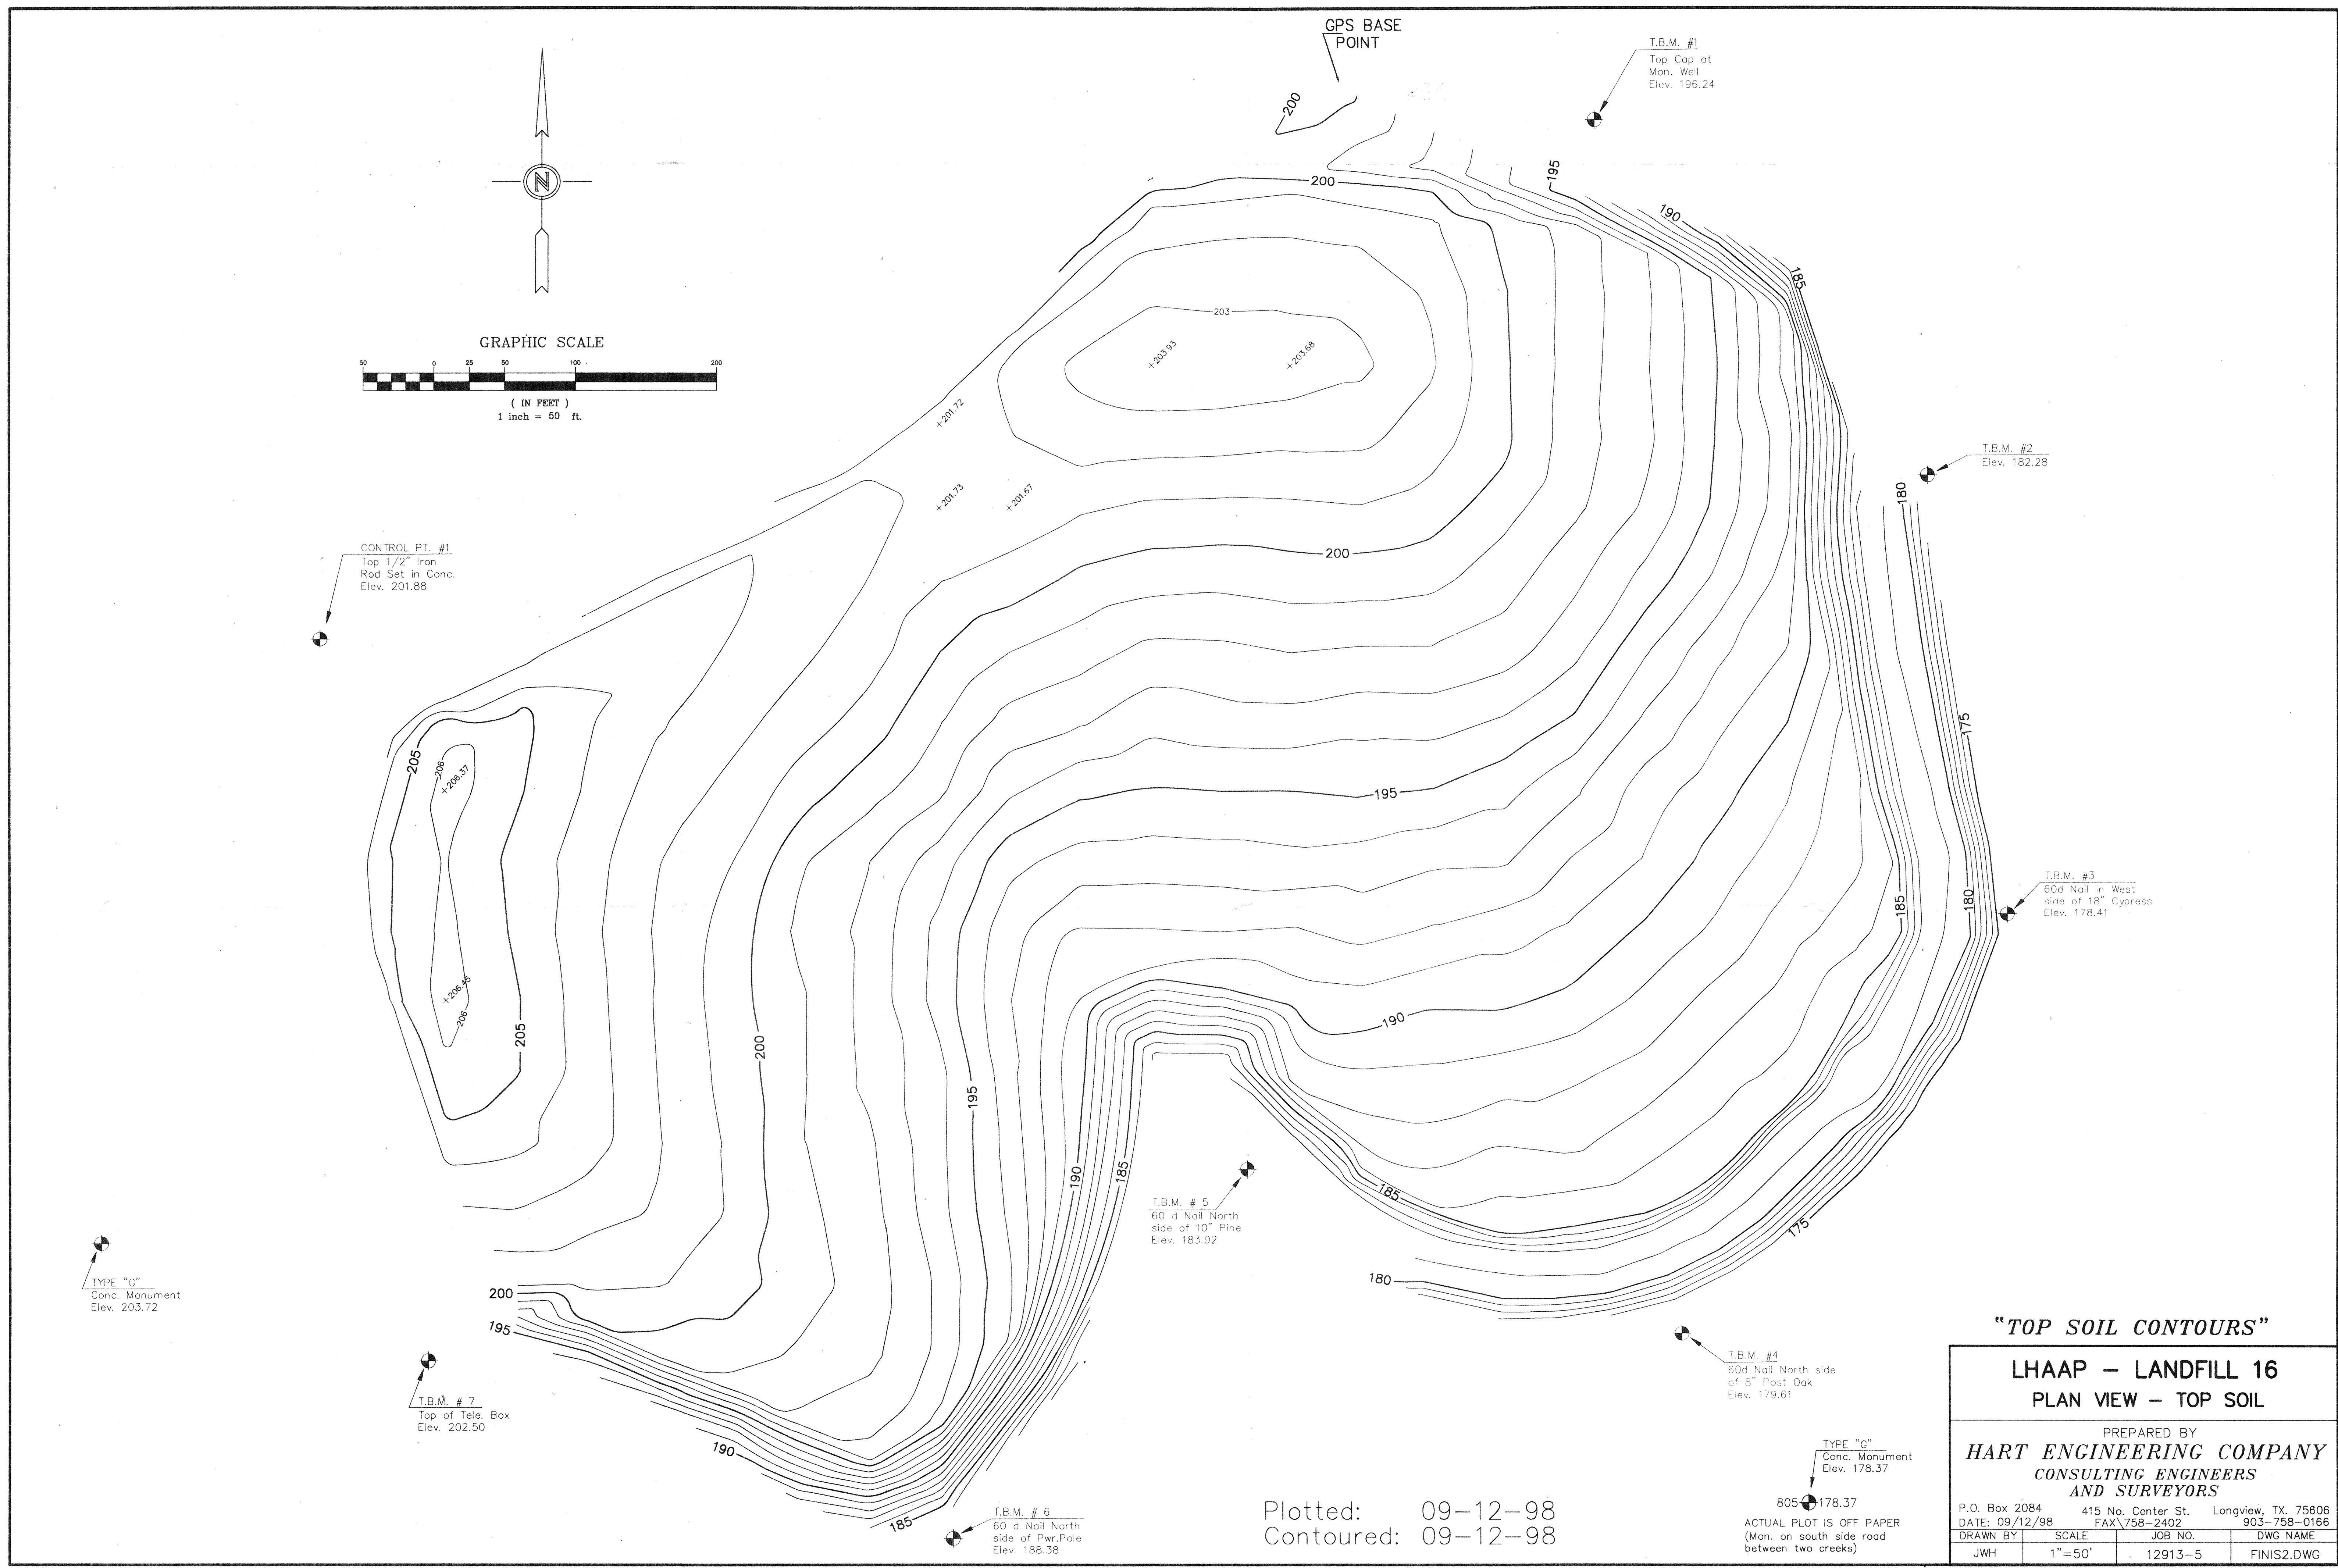 GPS BASE
POINT
T.B.M. #1
Top Cap at
Mon. Well
Elev. 196.24
200
195
200
190
N
185
203
GRAPHIC SCALE
50 0 25 50 100 200
( IN FEET )
1 inch = 50 ft.
+203.93
+203.68
+201.72
T.B.M. #2
Elev. 182.28
180
+201.73
+201.67
CONTROL PT. #1
Top 1/2" Iron
Rod Set in Conc.
Elev. 201.88
200
175
205
206
+206.37
195
T.B.M. #3
60d Nail in West
side of 18" Cypress
Elev. 178.41
185
180
+206.45
206
205
200
190
195
190
185
185
T.B.M. # 5
60 d Nail North
side of 10" Pine
Elev. 183.92
175
TYPE "C"
Conc. Monument
Elev. 203.72
180
200
195
T.B.M. #4
60d Nail North side
of 8" Post Oak
Elev. 179.61
T.B.M. # 7
Top of Tele. Box
Elev. 202.50
190
185
T.B.M. # 6
60 d Nail North
side of Pwr.Pole
Elev. 188.38
Plotted: 09-12-98
Contoured: 09-12-98
TYPE "G"
Conc. Monument
Elev. 178.37
805 178.37
ACTUAL PLOT IS OFF PAPER
(Mon. on south side road
between two creeks)
"TOP SOIL CONTOURS"
LHAAP - LANDFILL 16
PLAN VIEW - TOP SOIL
PREPARED BY
HART ENGINEERING COMPANY
CONSULTING ENGINEERS
AND SURVEYORS
P.O. Box 2084 415 No. Center St. Longview, TX. 75606
DATE: 09/12/98 FAX\758-2402 903-758-0166
DRAWN BY SCALE JOB NO. DWG NAME
JWH 1"=50' 12913-5 FINIS2.DWG